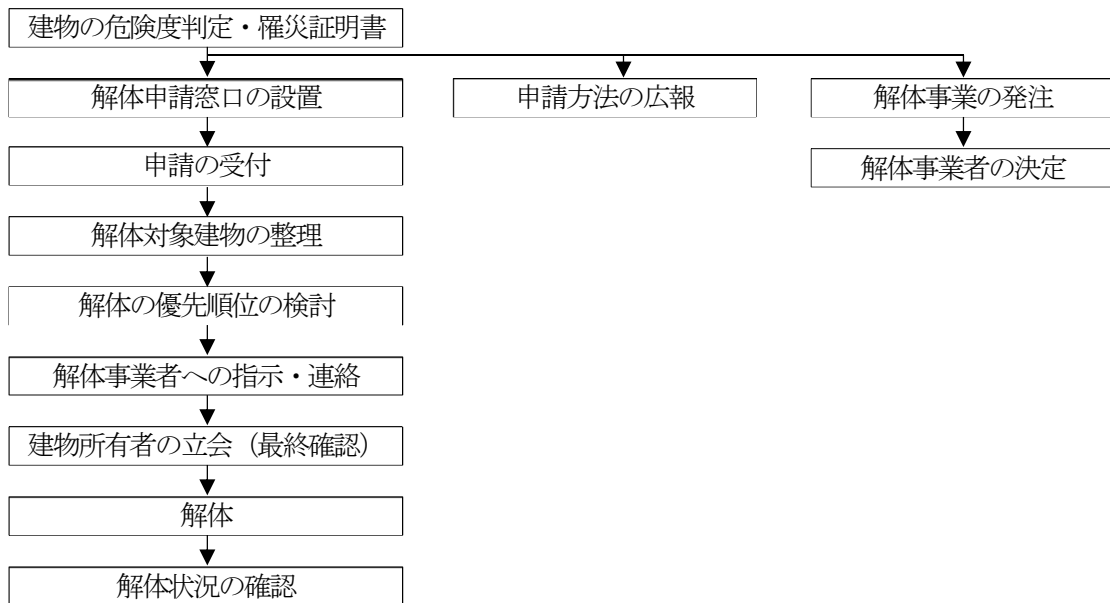 建物の危険度判定・罹災証明書
解体申請窓口の設置
申請方法の広報
解体事業の発注
申請の受付
解体事業者の決定
解体対象建物の整理
解体の優先順位の検討
解体事業者への指示・連絡
建物所有者の立会（最終確認）
解体
解体状況の確認